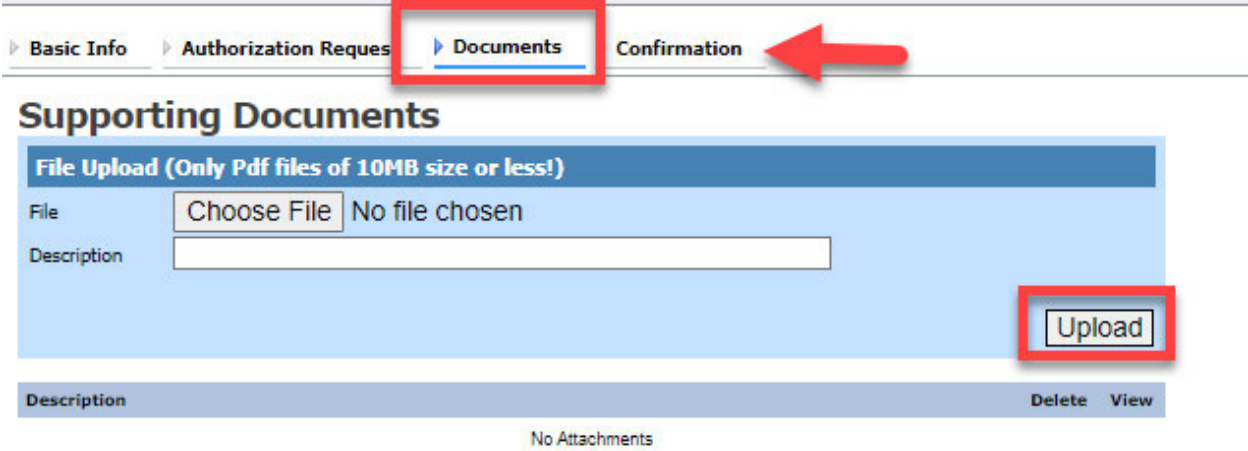 Basic Info Authorization Reques Documents Confirmation
Supporting Documents
File Upload (Only Pdf files of 10MB size or less!)
File Choose File No file chosen
Description
Upload
Description Delete View
No Attachments